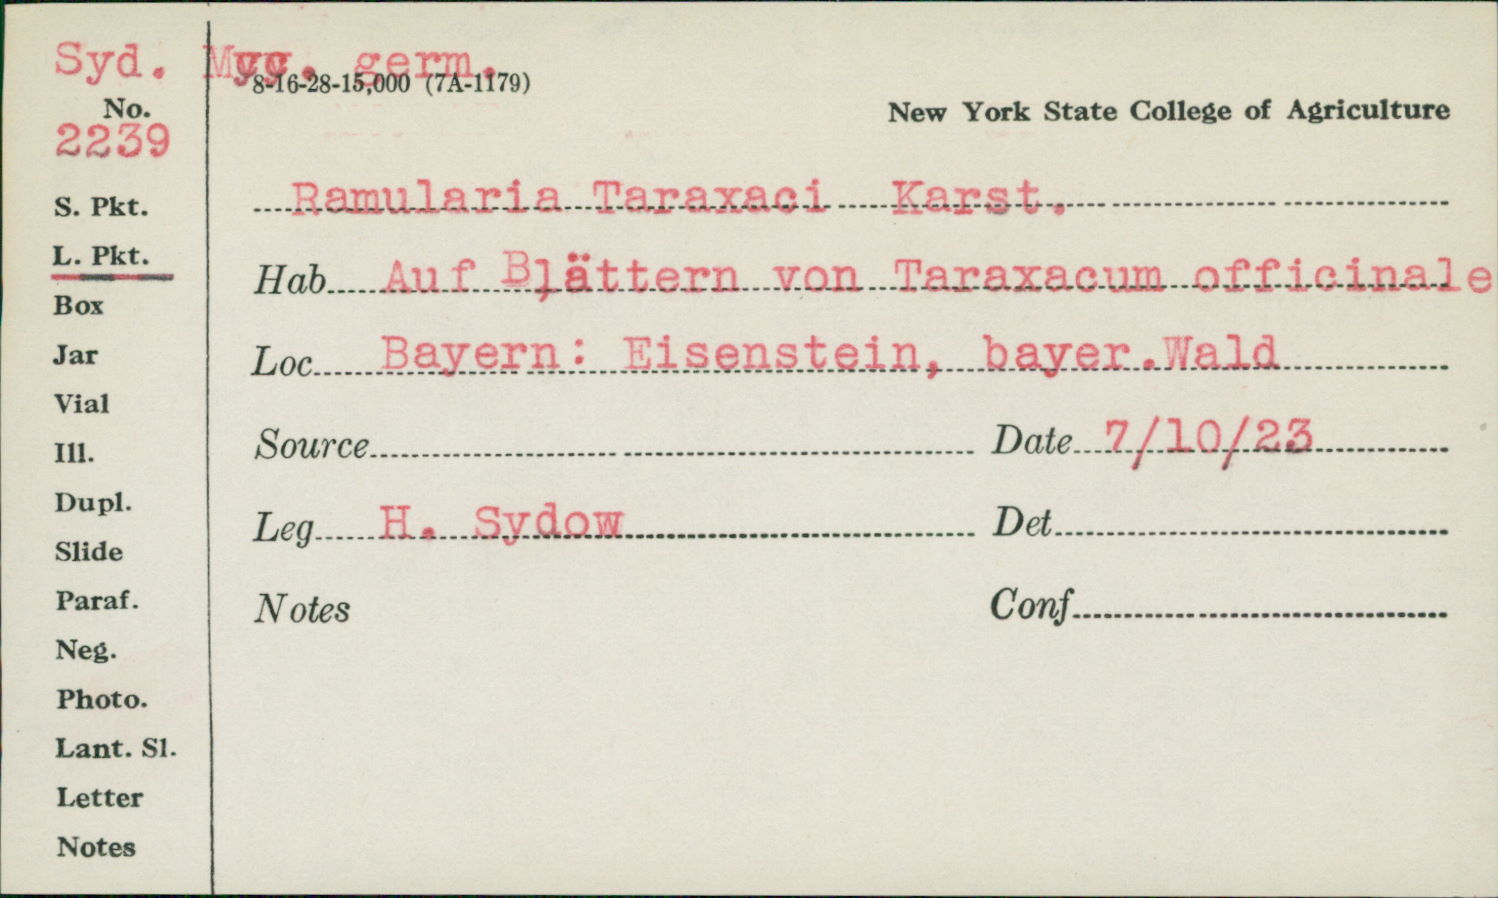 Syd. Myc. germ.
8-16-28-15,000 (7A-1179)
No.
New York State College of Agriculture
2239
Ramularia Taraxaci Karst.
S. Pkt.
L. Pkt.
Hab Auf Blättern von Taraxacum officinale
Box
Loc Bayern: Eisenstein, bayer.Wald
Jar
Vial
Source Date 7/10/23
Ill.
Dupl.
Leg H. Sydow Det
Slide
Paraf.
Notes Conf
Neg.
Photo.
Lant. Sl.
Letter
Notes